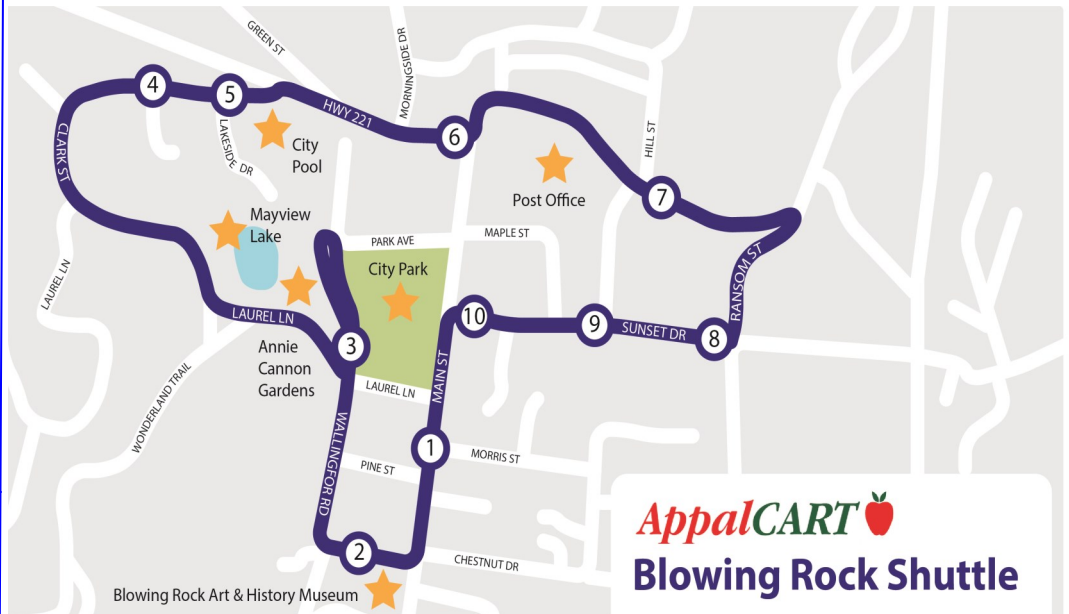 GREEN ST
MORNINGSIDE DR
4
5
HWY 221
6
CLARK ST
LAKESIDE DR
City
Pool
HILL ST
Post Office
7
Mayview
Lake
PARK AVE
MAPLE ST
City Park
RANSOM ST
LAUREL LN
LAUREL LN
10
9
SUNSET DR
8
3
Annie
Cannon
Gardens
LAUREL LN
MAIN ST
WONDERLAND TRAIL
WALLINGFOR RD
1
MORRIS ST
PINE ST
2
CHESTNUT DR
Blowing Rock Art & History Museum
AppalCART
Blowing Rock Shuttle